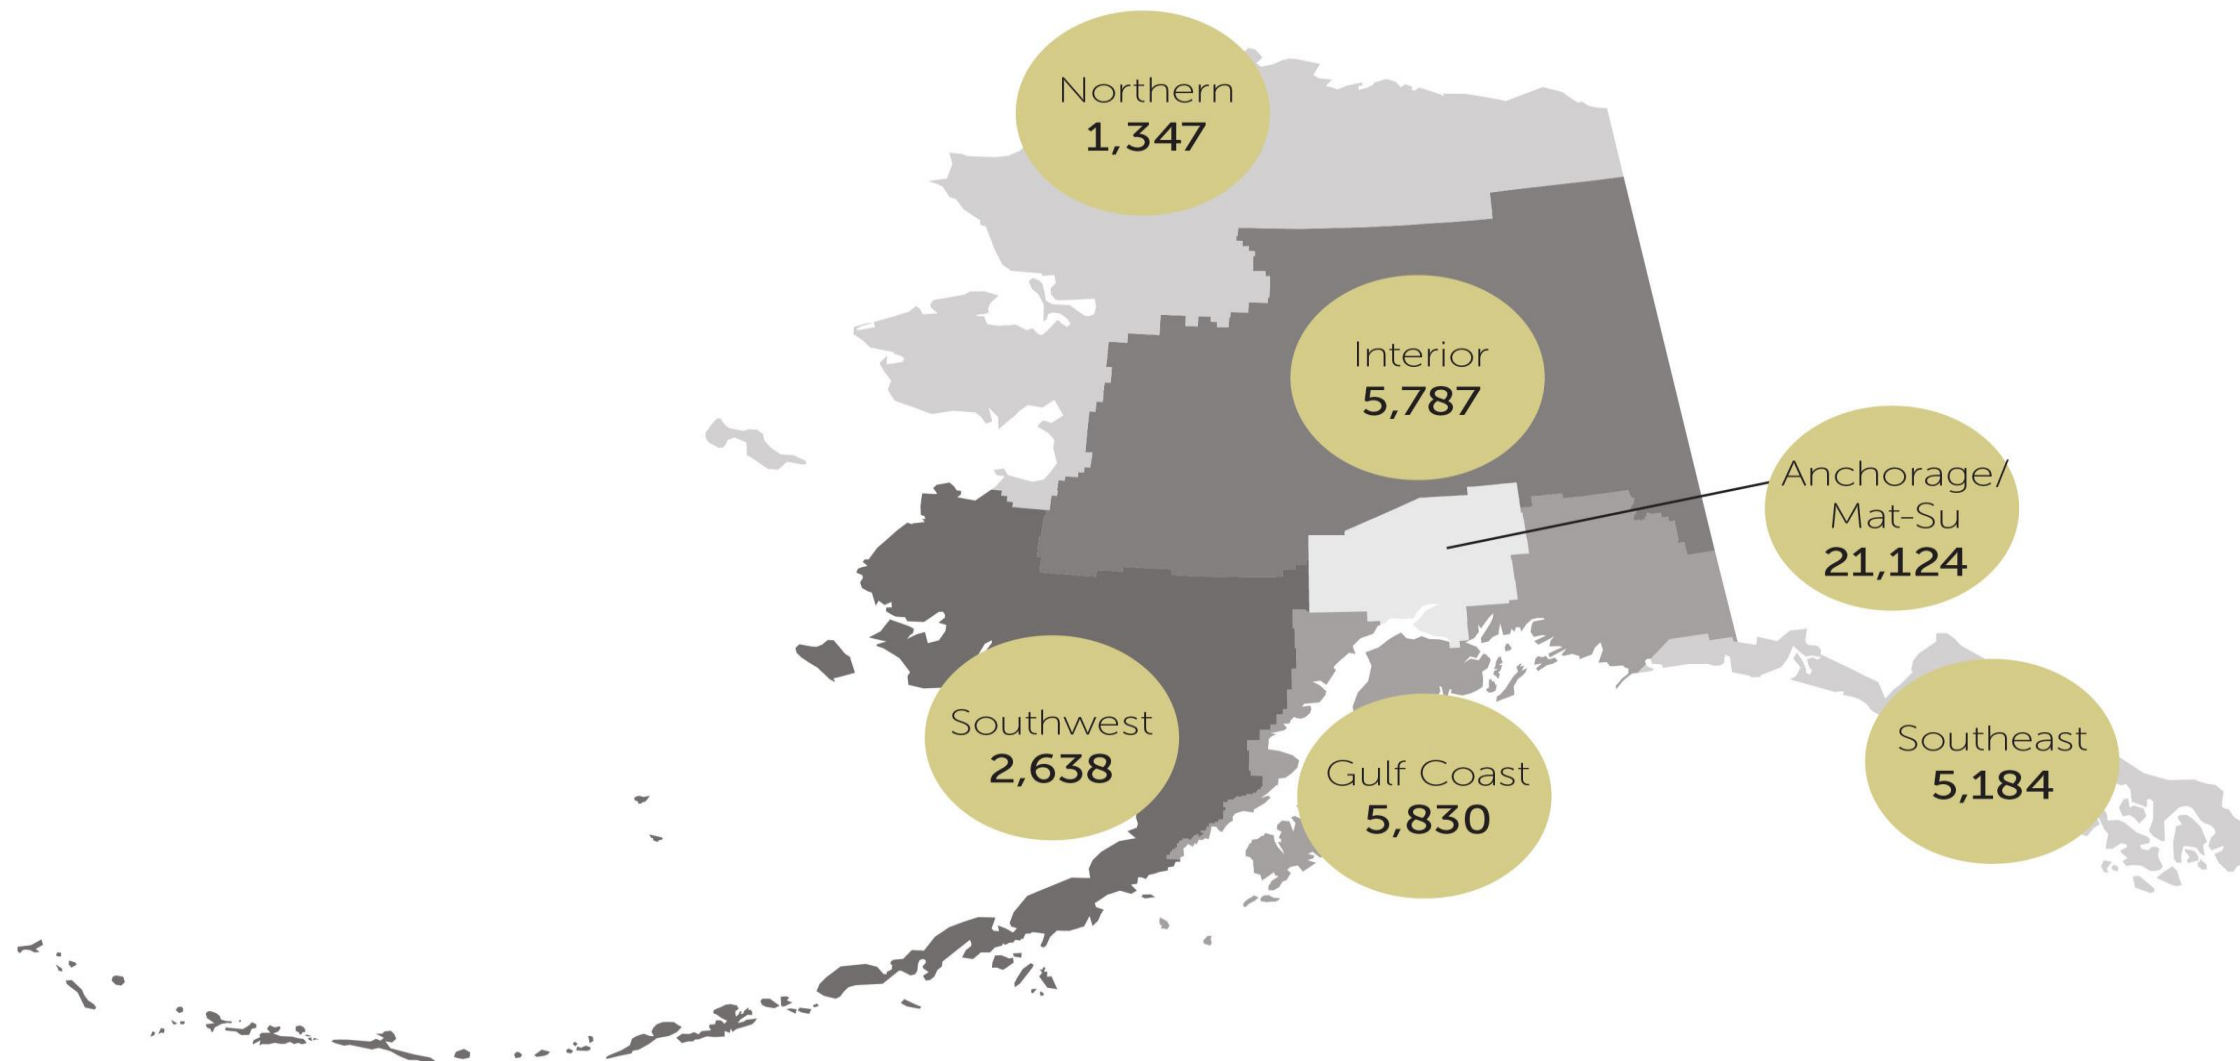 Northern
1,347
Interior
5,787
Anchorage/
Mat-Su
21,124
Southwest
2,638
Gulf Coast
5,830
Southeast
5,184